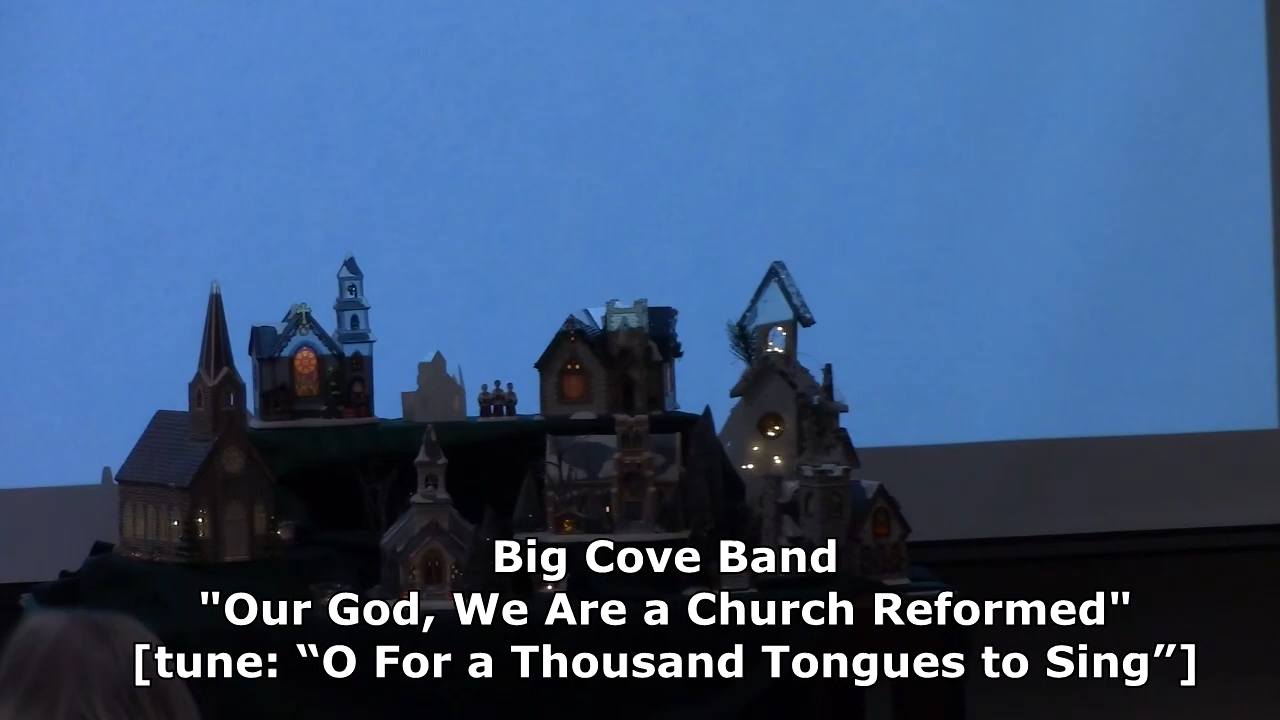 Big Cove Band
"Our God, We Are a Church Reformed"
[tune: “O For a Thousand Tongues to Sing”]